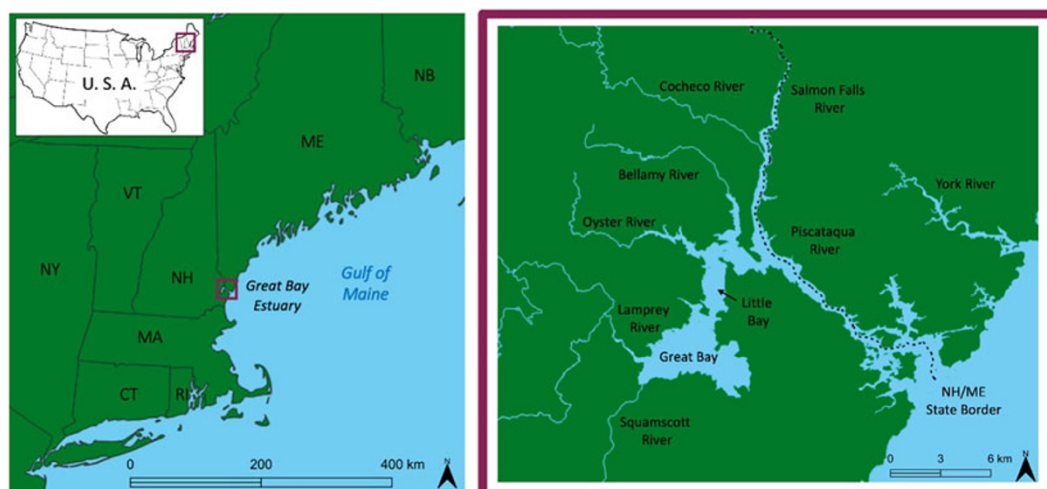 U. S. A.
NB
ME
VT
NY
NH
Great Bay
Estuary
Gulf of
Maine
MA
CT
RI
0
200
400 km
N
Cocheco River
Salmon Falls
River
Bellamy River
York River
Oyster River
Piscataqua
River
Lamprey
River
Little
Bay
Great Bay
NH/ME
State Border
Squamscott
River
0
3
6 km
N